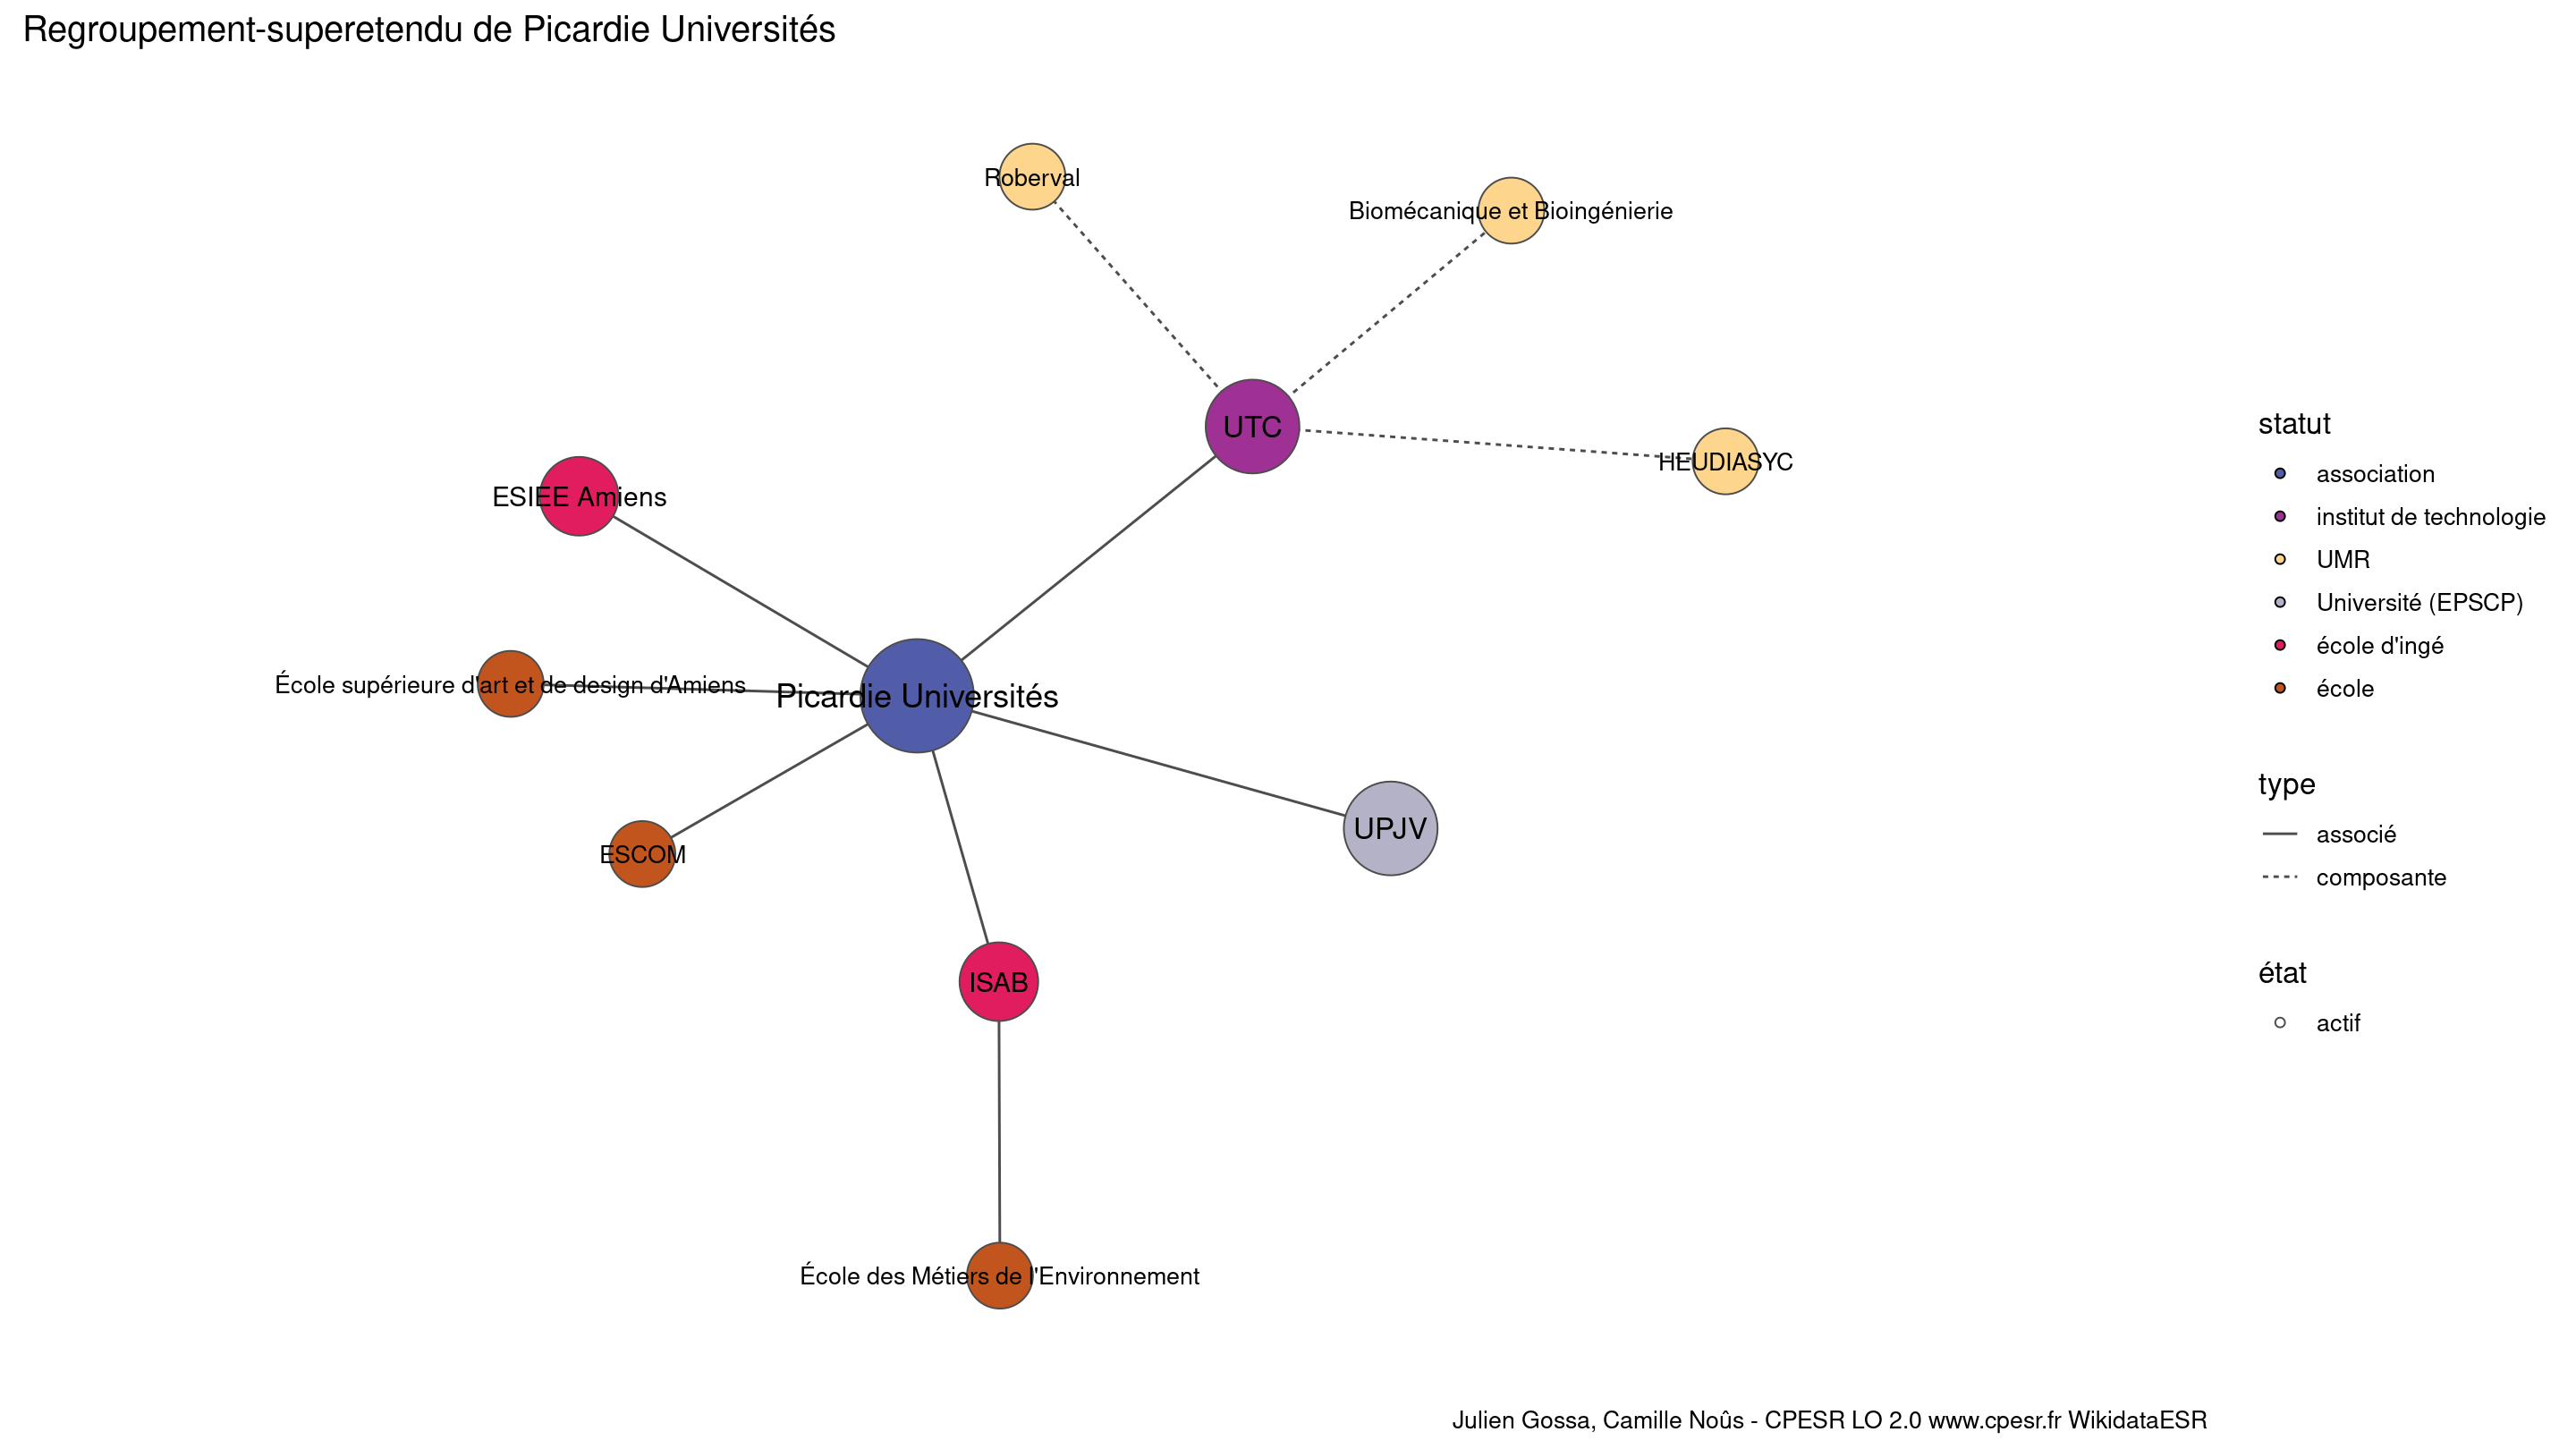 Regroupement-superetendu de Picardie Universités
Roberval
Biomécanique et Bioingénierie
UTC
HEUDIASYC
ESIEE Amiens
École supérieure d'art et de design d'Amiens
Picardie Universités
UPJV
ESCOM
ISAB
École des Métiers de l'Environnement
statut
association
institut de technologie
UMR
Université (EPSCP)
école d'ingé
école
type
associé
composante
état
actif
Julien Gossa, Camille Noûs - CPESR LO 2.0 www.cpesr.fr WikidataESR